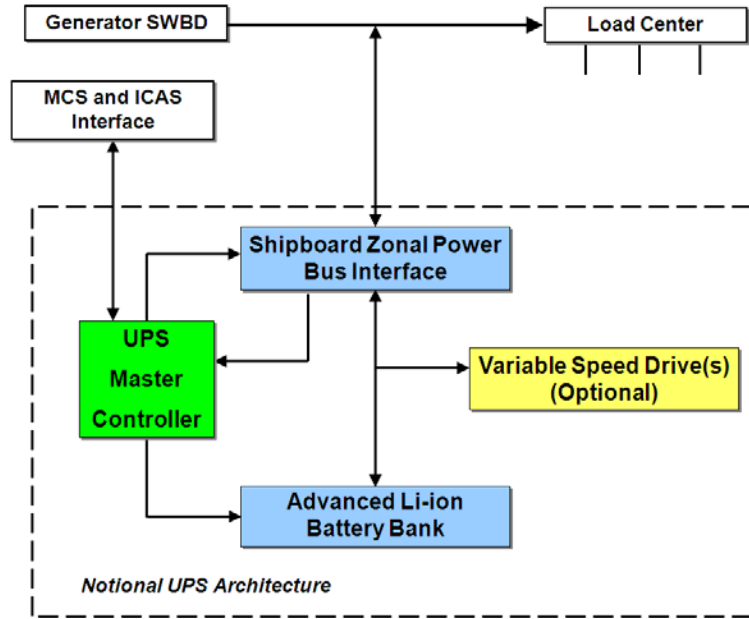 Generator SWBD
Load Center
MCS and ICAS
Interface
Shipboard Zonal Power
Bus Interface
UPS
Master
Controller
Variable Speed Drive(s)
(Optional)
Advanced Li-ion
Battery Bank
Notional UPS Architecture